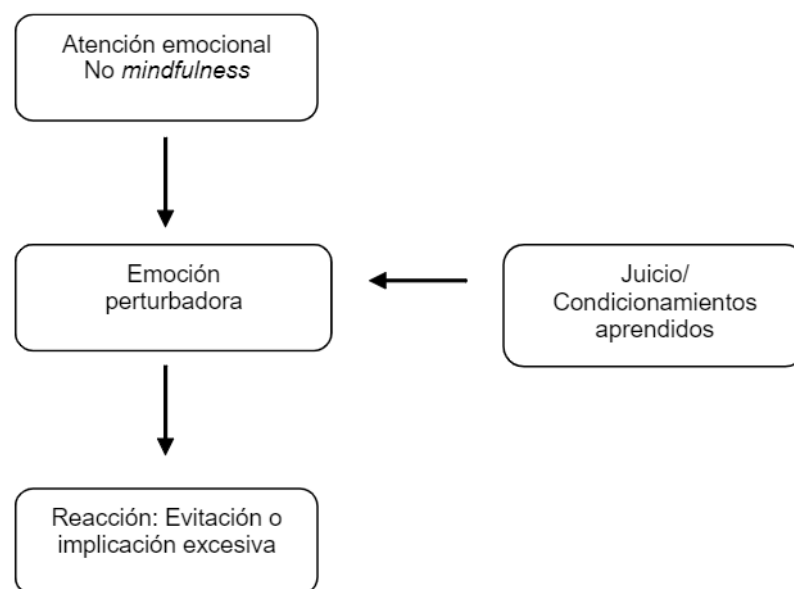 Atención emocional
No mindfulness
Emoción
perturbadora
Juicio/
Condicionamientos
aprendidos
Reacción: Evitación o
implicación excesiva